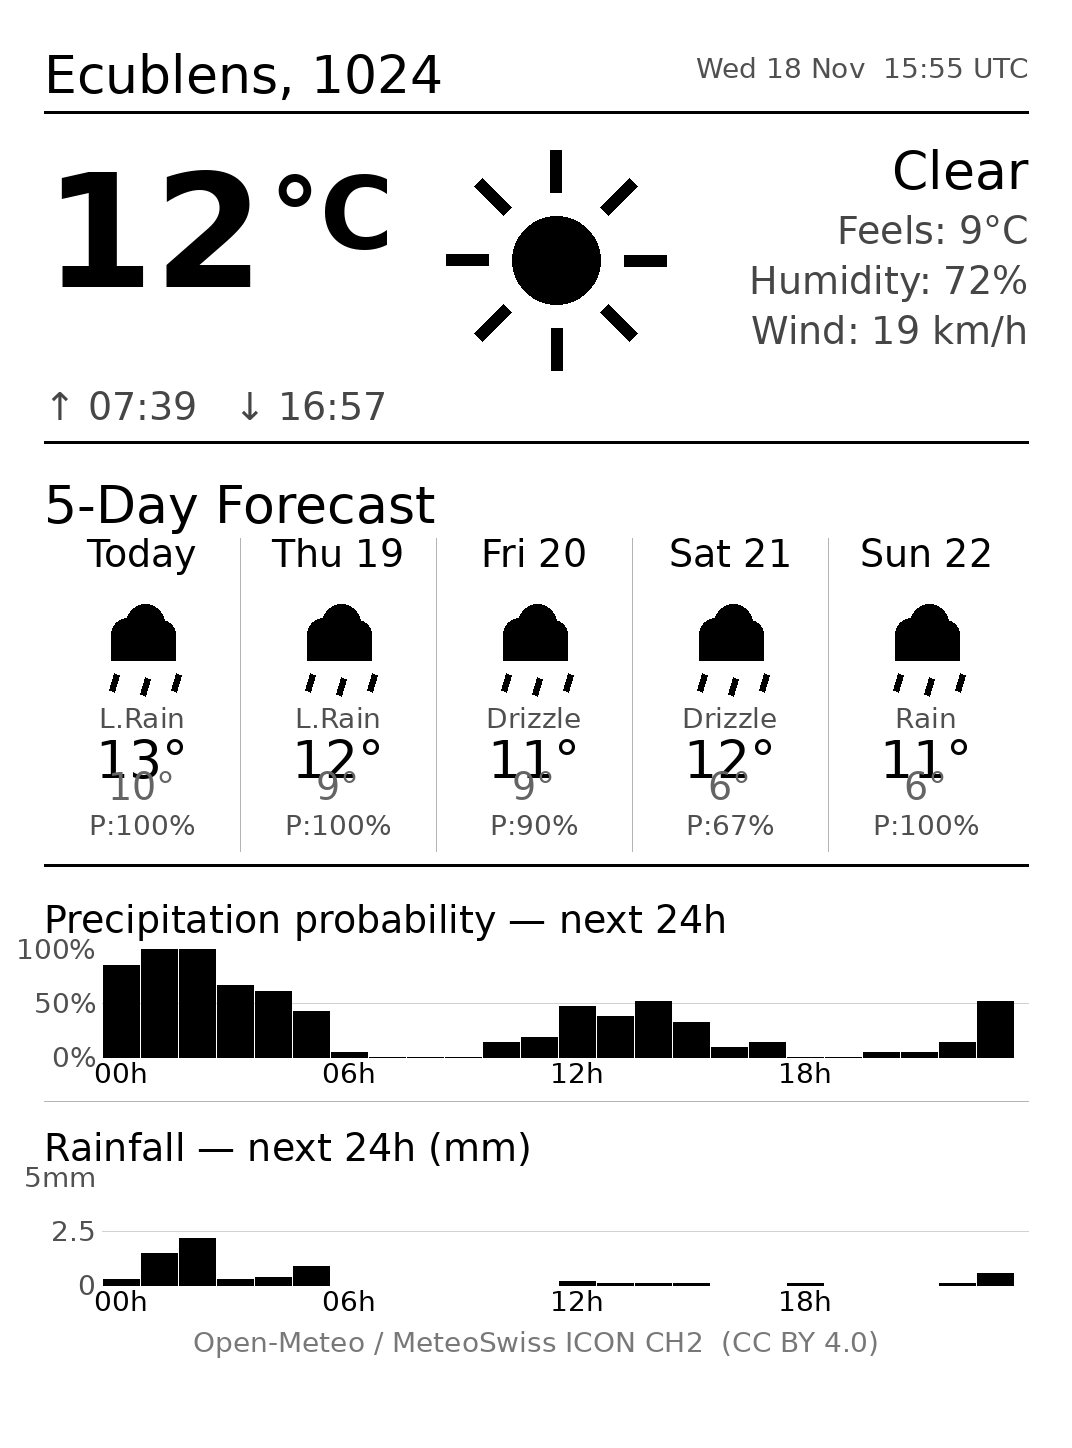 Ecublens, 1024
Wed 18 Nov  15:55 UTC
12°C
Clear
Feels: 9°C
Humidity: 72%
Wind: 19 km/h
↑ 07:39   ↓ 16:57
5-Day Forecast
Today Thu 19 Fri 20 Sat 21 Sun 22
L.Rain L.Rain Drizzle Drizzle Rain
13° 12° 11° 12° 11°
10° 9° 9° 6° 6°
P:100% P:100% P:90% P:67% P:100%
Precipitation probability — next 24h
100%
50%
0%
00h 06h 12h 18h
Rainfall — next 24h (mm)
5mm
2.5
0
00h 06h 12h 18h
Open-Meteo / MeteoSwiss ICON CH2  (CC BY 4.0)